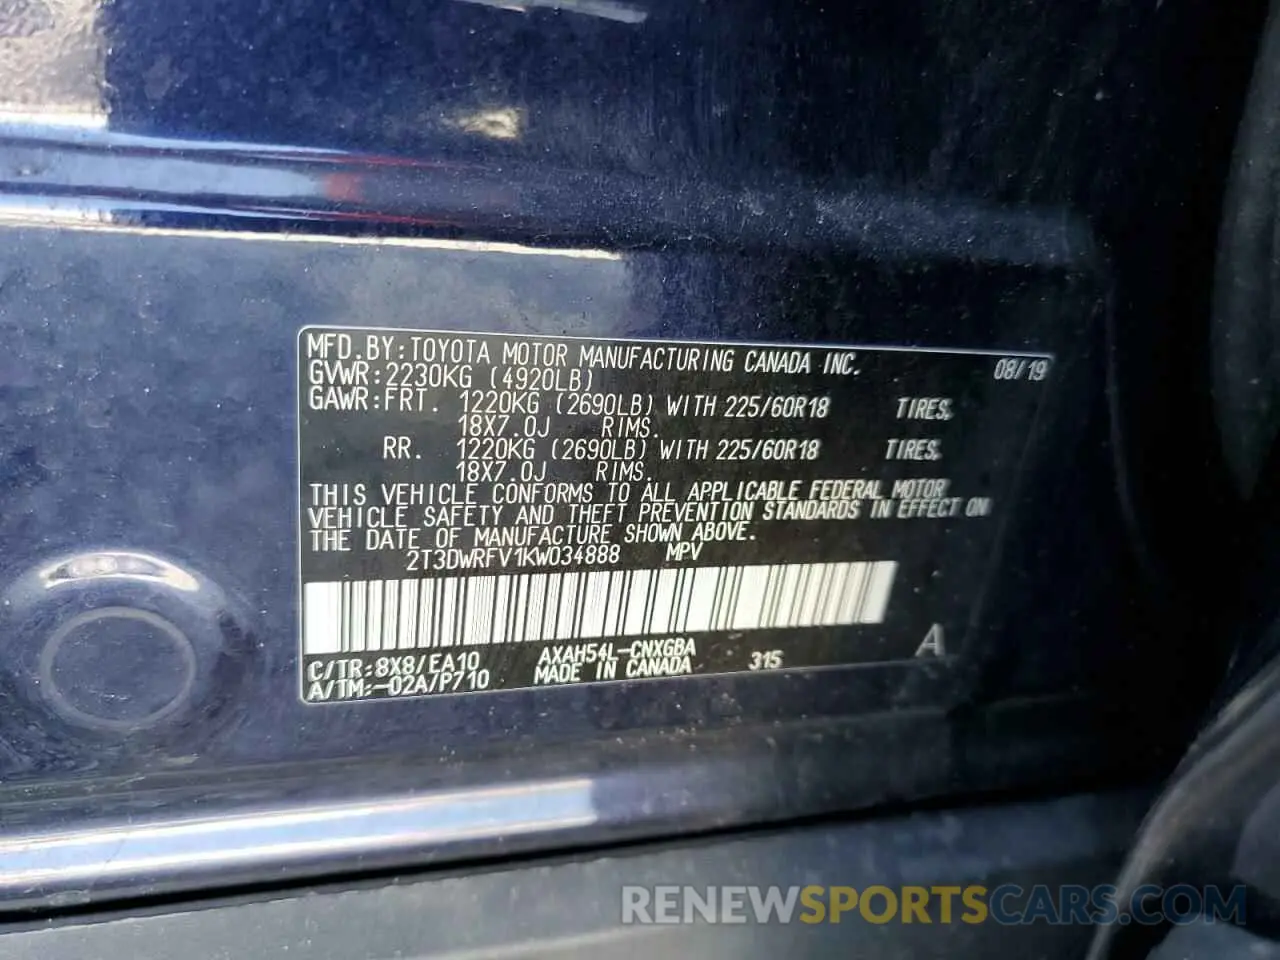 MFD.BY:TOYOTA MOTOR MANUFACTURING CANADA INC. 08/19
GVWR:2230KG (4920LB)
GAWR:FRT. 1220KG (2690LB) WITH 225/60R18 TIRES,
18X7.0J RIMS.
RR. 1220KG (2690LB) WITH 225/60R18 TIRES,
18X7.0J RIMS.
THIS VEHICLE CONFORMS TO ALL APPLICABLE FEDERAL MOTOR
VEHICLE SAFETY AND THEFT PREVENTION STANDARDS IN EFFECT ON
THE DATE OF MANUFACTURE SHOWN ABOVE.
2T3DWRFV1KW034888 MPV
C/TR:8X8/EA10 AXAH54L-CNXGBA 315 A
A/TM:-02A/P710 MADE IN CANADA
RENEWSPORTSCARS.COM